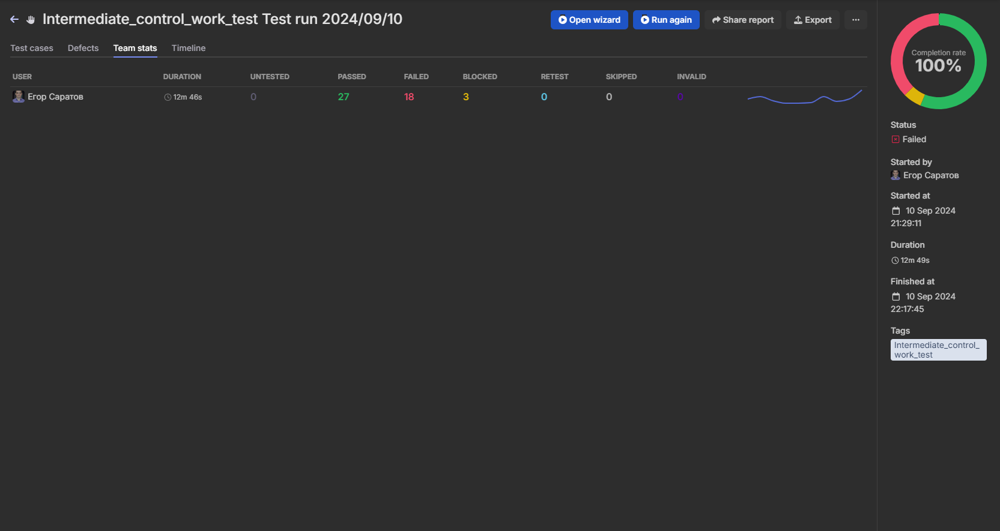 Intermediate_control_work_test Test run 2024/09/10
Open wizard
Run again
Share report
Export
Test cases
Defects
Team stats
Timeline
USER DURATION UNTESTED PASSED FAILED BLOCKED RETEST SKIPPED INVALID
Егор Саратов 12m 46s 0 27 18 3 0 0 0
Completion rate
100%
Status
Failed
Started by
Егор Саратов
Started at
10 Sep 2024
21:29:11
Duration
12m 49s
Finished at
10 Sep 2024
22:17:45
Tags
Intermediate_control_
work_test